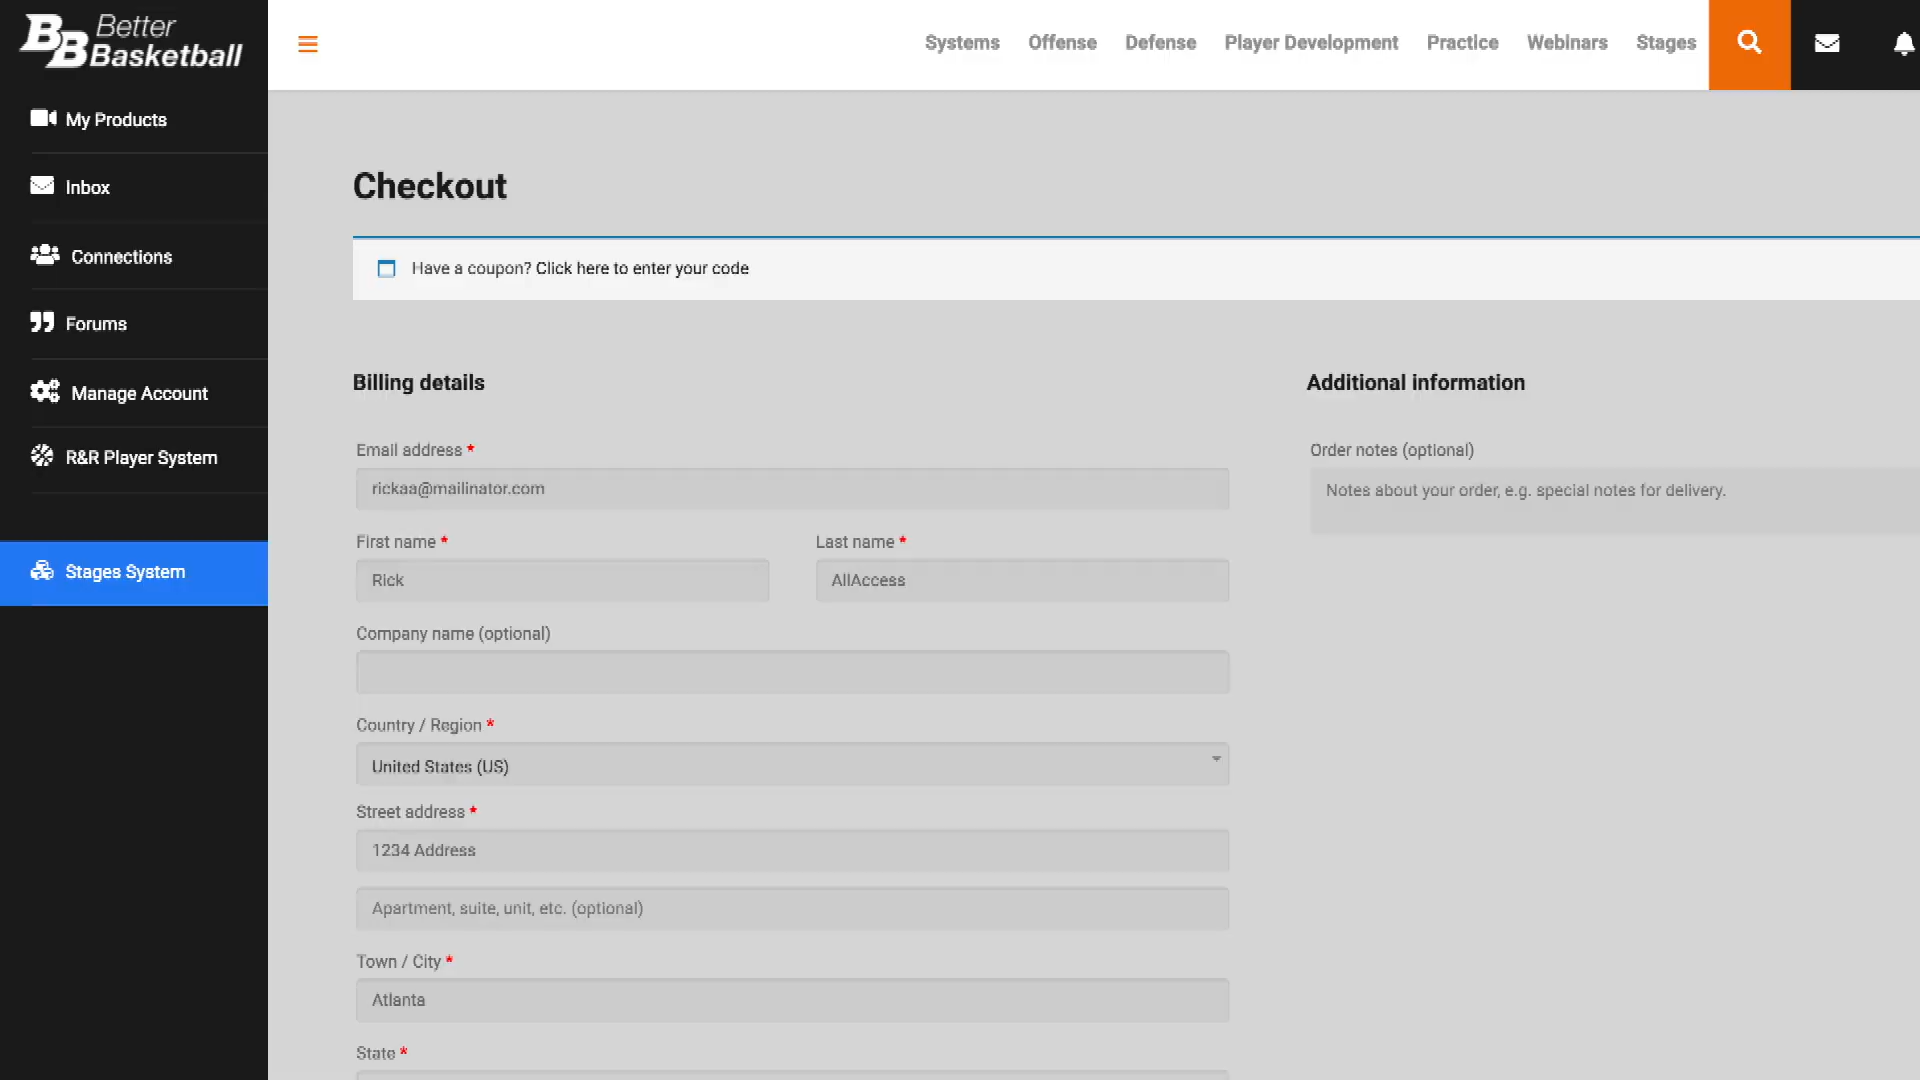 BB Better Basketball
Systems Offense Defense Player Development Practice Webinars Stages
My Products
Inbox
Connections
Forums
Manage Account
R&R Player System
Stages System
Checkout
Have a coupon? Click here to enter your code
Billing details
Email address *
rickaa@mailinator.com
First name *
Rick
Last name *
AllAccess
Company name (optional)
Country / Region *
United States (US)
Street address *
1234 Address
Apartment, suite, unit, etc. (optional)
Town / City *
Atlanta
State *
Additional information
Order notes (optional)
Notes about your order, e.g. special notes for delivery.